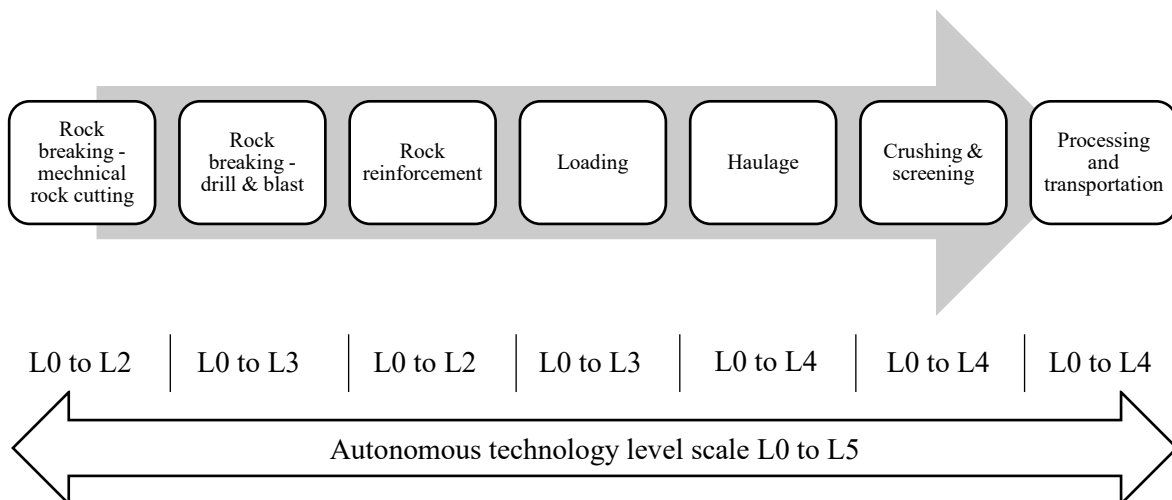 Rock
breaking -
mechnical
rock cutting
Rock
breaking -
drill & blast
Rock
reinforcement
Loading
Haulage
Crushing &
screening
Processing
and
transportation
L0 to L2
L0 to L3
L0 to L2
L0 to L3
L0 to L4
L0 to L4
L0 to L4
Autonomous technology level scale L0 to L5